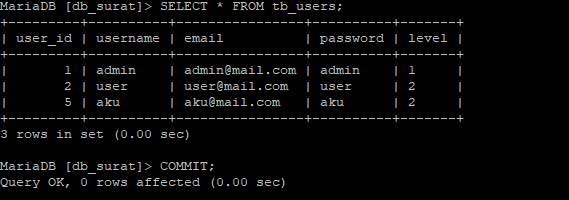 MariaDB [db_surat]> SELECT * FROM tb_users;
+---------+----------+----------------+----------+-------+
| user_id | username | email          | password | level |
+---------+----------+----------------+----------+-------+
|       1 | admin    | admin@mail.com | admin    | 1     |
|       2 | user     | user@mail.com  | user     | 2     |
|       5 | aku      | aku@mail.com   | aku      | 2     |
+---------+----------+----------------+----------+-------+
3 rows in set (0.00 sec)
MariaDB [db_surat]> COMMIT;
Query OK, 0 rows affected (0.00 sec)